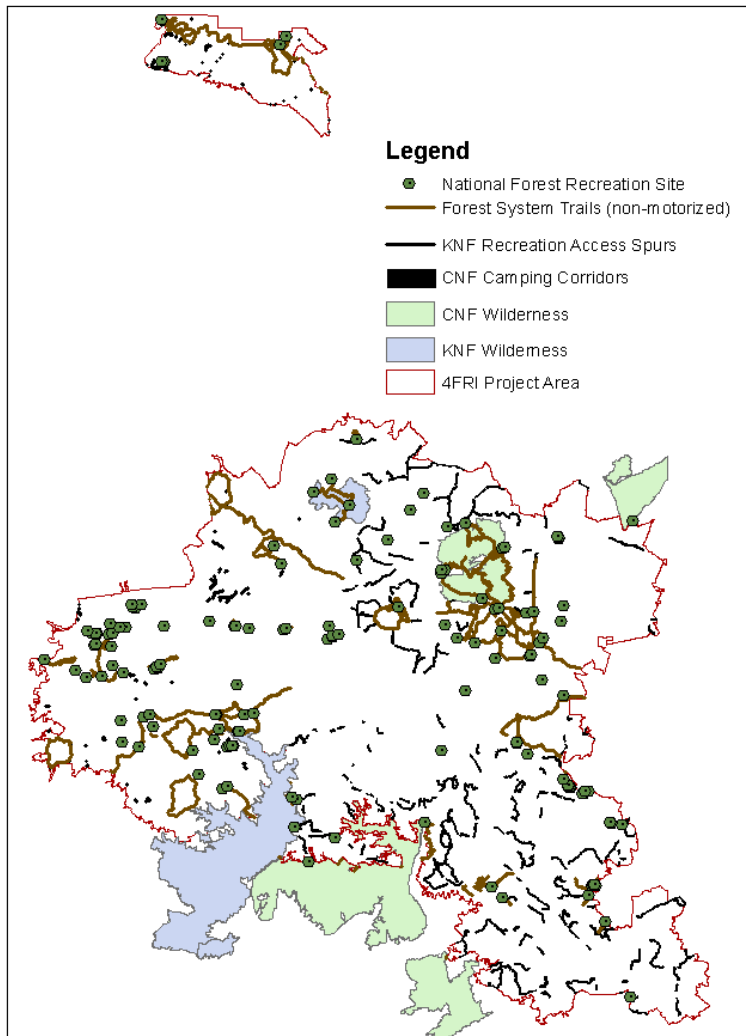 Legend
National Forest Recreation Site
Forest System Trails (non-motorized)
KNF Recreation Access Spurs
CNF Camping Corridors
CNF Wilderness
KNF Wilderness
4FRI Project Area